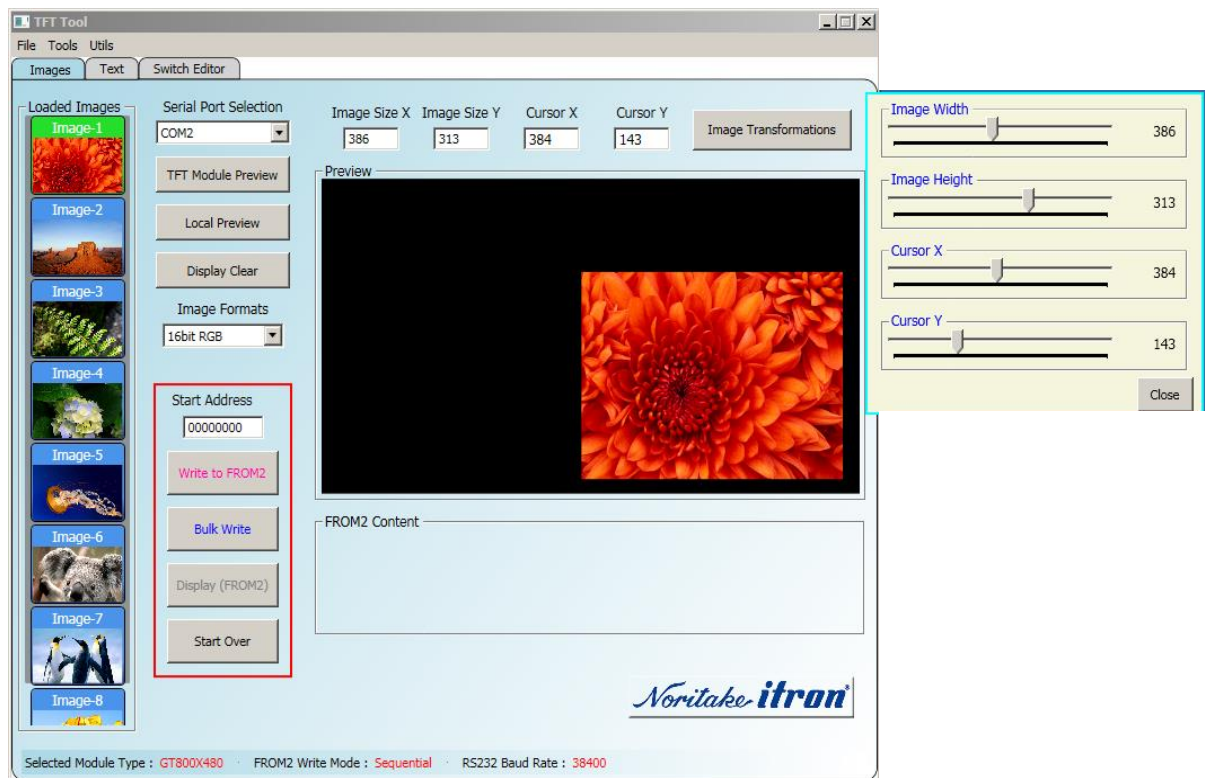 TFT Tool
File Tools Utils
Images Text Switch Editor
Loaded Images
Image-1
Image-2
Image-3
Image-4
Image-5
Image-6
Image-7
Image-8
Serial Port Selection
COM2
TFT Module Preview
Local Preview
Display Clear
Image Formats
16bit RGB
Start Address
00000000
Write to FROM2
Bulk Write
Display (FROM2)
Start Over
Image Size X Image Size Y Cursor X Cursor Y
386 313 384 143
Image Transformations
Preview
FROM2 Content
Noritake itron®
Selected Module Type : GT800X480 · FROM2 Write Mode : Sequential · RS232 Baud Rate : 38400
Image Width
386
Image Height
313
Cursor X
384
Cursor Y
143
Close